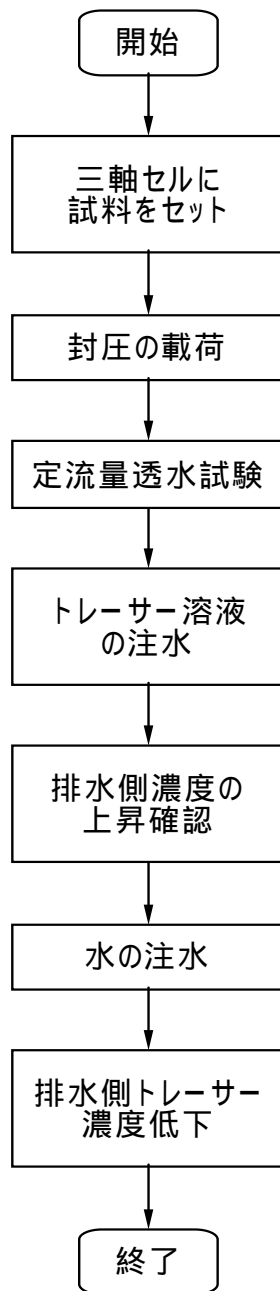 開始
三軸セルに
試料をセット
封圧の載荷
定流量透水試験
トレーサー溶液
の注水
排水側濃度の
上昇確認
水の注水
排水側トレーサー
濃度低下
終了